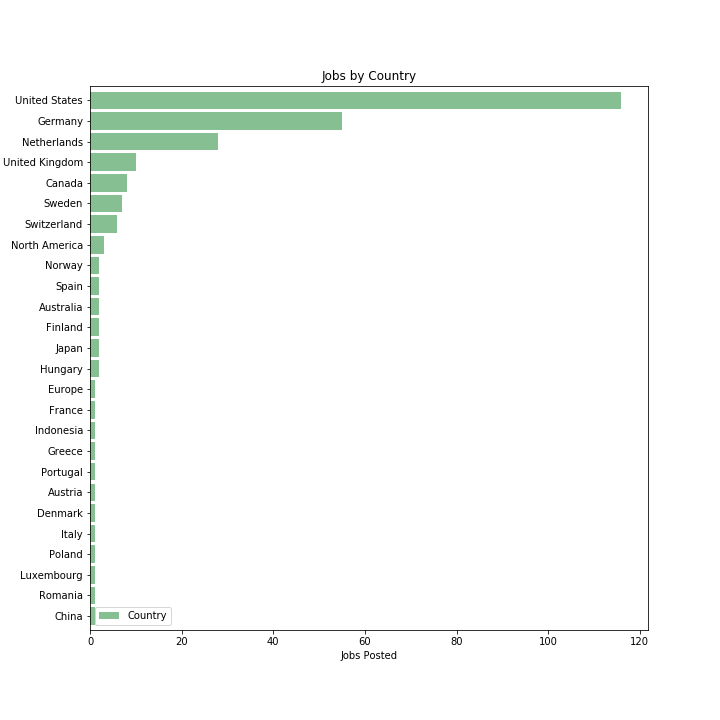 Jobs by Country
United States
Germany
Netherlands
United Kingdom
Canada
Sweden
Switzerland
North America
Norway
Spain
Australia
Finland
Japan
Hungary
Europe
France
Indonesia
Greece
Portugal
Austria
Denmark
Italy
Poland
Luxembourg
Romania
China
Country
0 20 40 60 80 100 120
Jobs Posted